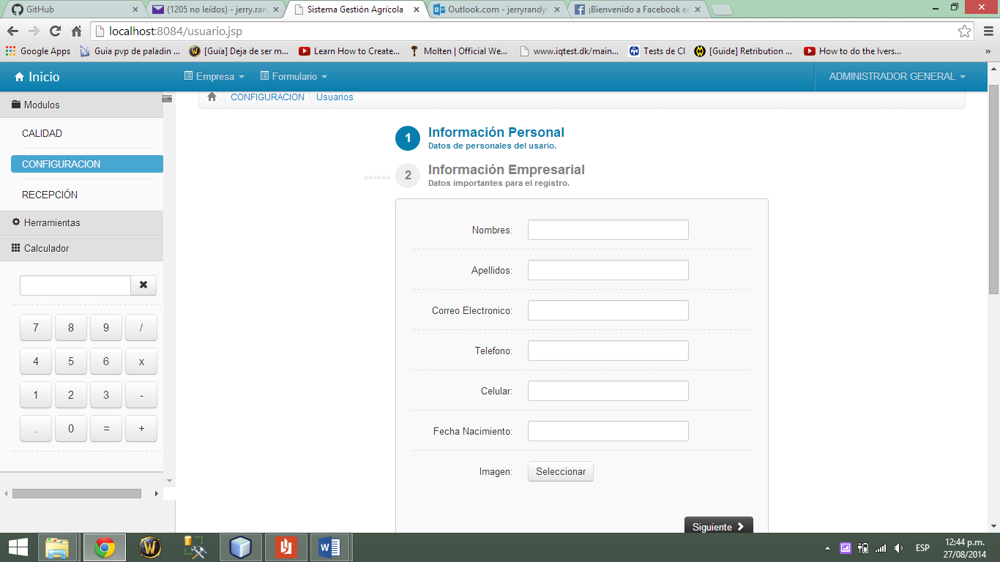 GitHub
(1205 no leídos) - jerry.ran
Sistema Gestión Agrícola
Outlook.com - jerryrandy
¡Bienvenido a Facebook e
localhost:8084/usuario.jsp
Google Apps
Guia pvp de paladin ...
[Guía] Deja de ser m...
Learn How to Create...
Molten | Official We...
www.iqtest.dk/main...
Tests de CI
[Guide] Retribution ...
How to do the Ivers...
»
Inicio
Empresa
Formulario
ADMINISTRADOR GENERAL
CONFIGURACION \ Usuarios
Modulos
CALIDAD
CONFIGURACION
RECEPCIÓN
Herramientas
Calculador
7 8 9 /
4 5 6 x
1 2 3 -
. 0 = +
1 Información Personal
Datos de personales del usario.
2 Información Empresarial
Datos importantes para el registro.
Nombres:
Apellidos:
Correo Electronico:
Telefono:
Celular:
Fecha Nacimiento:
Imagen: Seleccionar
Siguiente
ESP
12:44 p.m.
27/08/2014